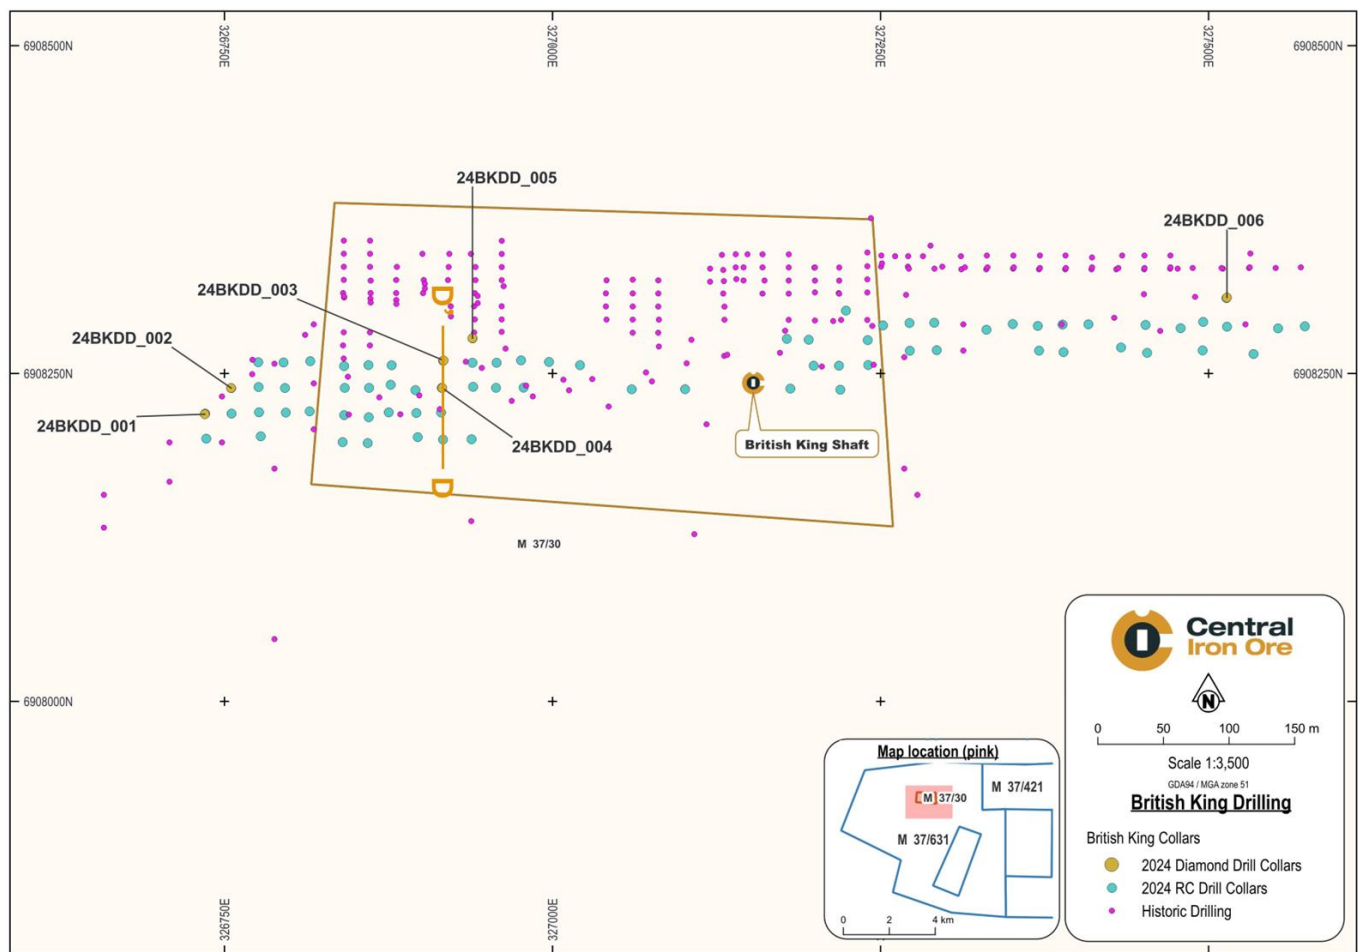 326750E
327000E
327250E
327500E
6908500N
6908500N
24BKDD_005
24BKDD_006
24BKDD_003
D'
24BKDD_002
6908250N
6908250N
24BKDD_001
24BKDD_004
British King Shaft
D
M 37/30
6908000N
Central
Iron Ore
N
0 50 100 150 m
Scale 1:3,500
GDA94 / MGA zone 51
British King Drilling
British King Collars
2024 Diamond Drill Collars
2024 RC Drill Collars
Historic Drilling
Map location (pink)
M 37/421
M 37/30
M 37/631
0 2 4 km
326750E
327000E